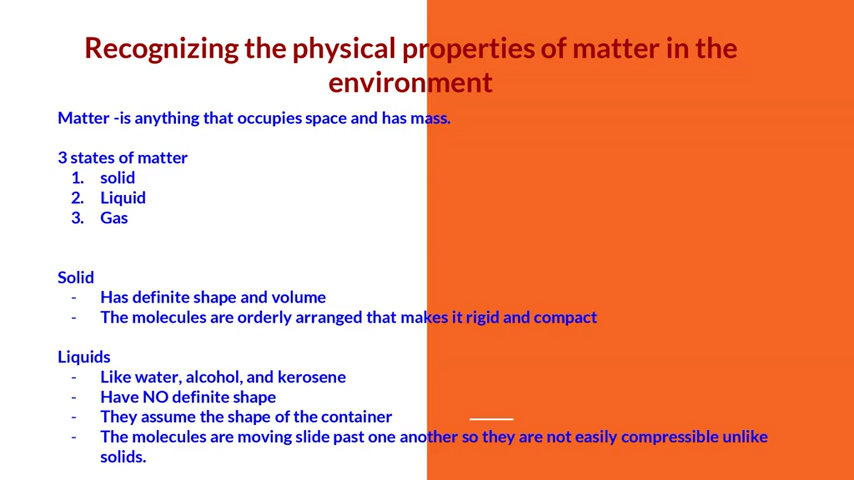 Recognizing the physical properties of matter in the
environment
Matter -is anything that occupies space and has mass.
3 states of matter
1. solid
2. Liquid
3. Gas
Solid
- Has definite shape and volume
- The molecules are orderly arranged that makes it rigid and compact
Liquids
- Like water, alcohol, and kerosene
- Have NO definite shape
- They assume the shape of the container
- The molecules are moving slide past one another so they are not easily compressible unlike
solids.